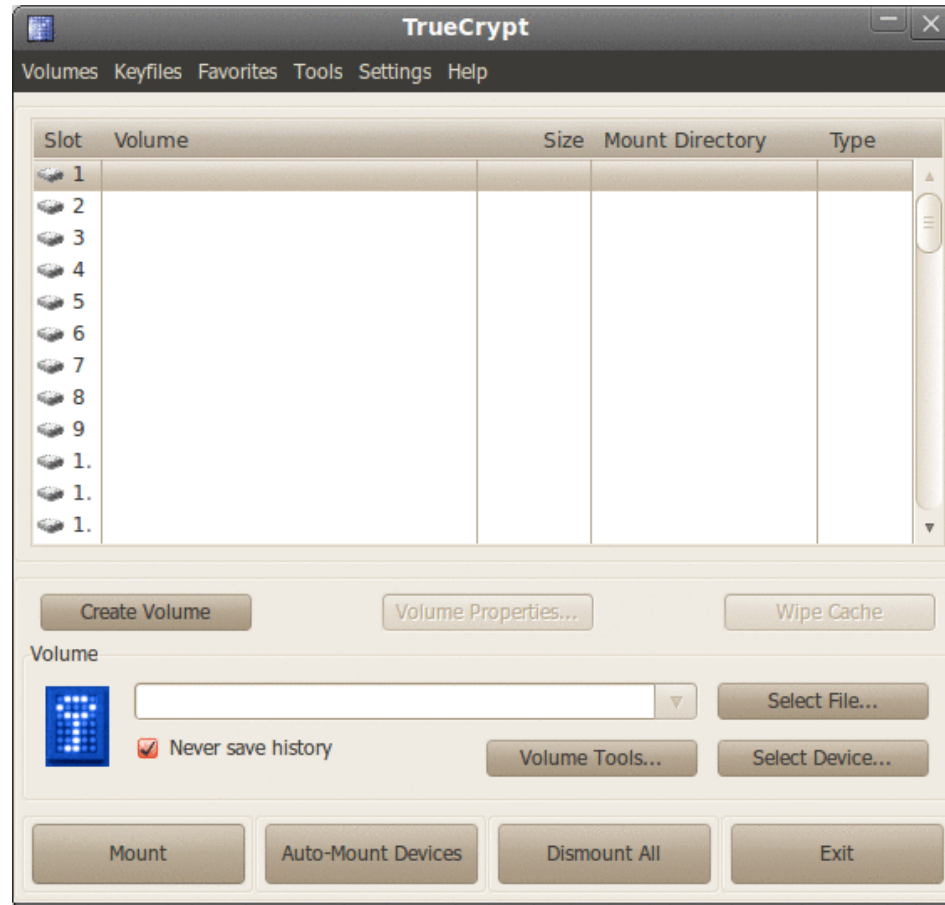 TrueCrypt
Volumes Keyfiles Favorites Tools Settings Help
Slot Volume Size Mount Directory Type
1
2
3
4
5
6
7
8
9
1.
1.
1.
Create Volume Volume Properties... Wipe Cache
Volume
Select File...
Never save history Volume Tools... Select Device...
Mount Auto-Mount Devices Dismount All Exit